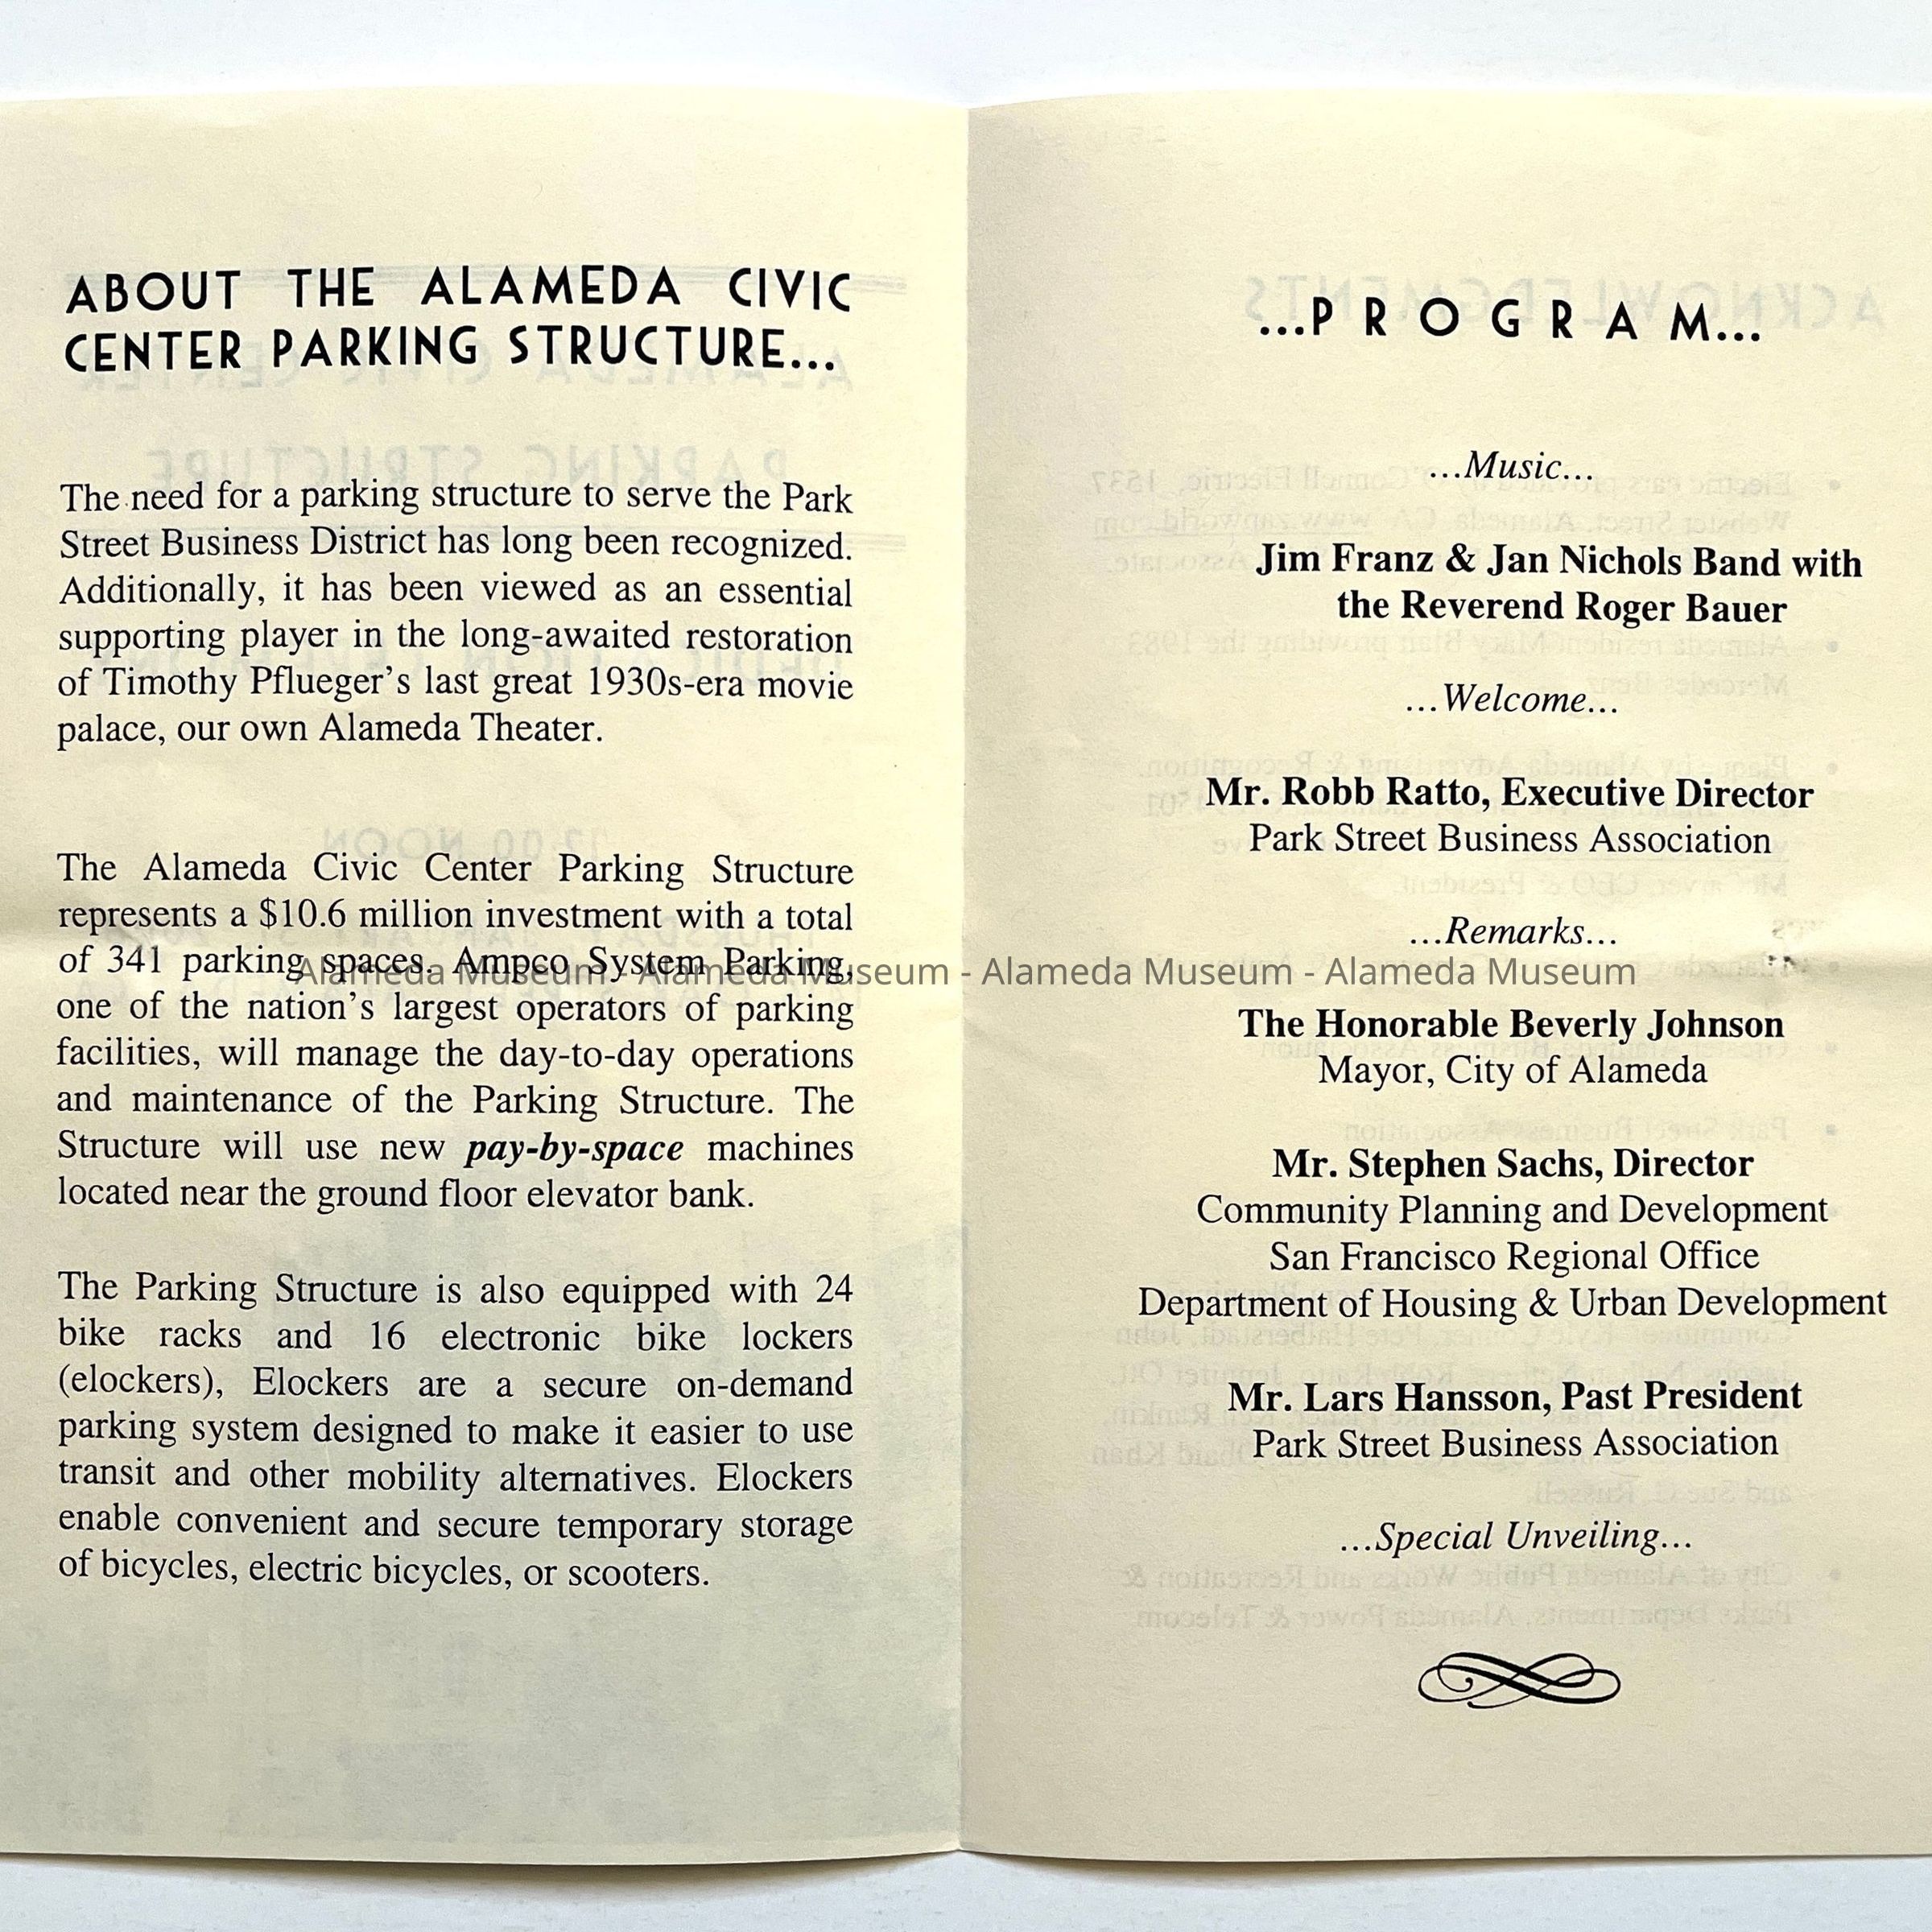 ABOUT THE ALAMEDA CIVIC
CENTER PARKING STRUCTURE...
The need for a parking structure to serve the Park
Street Business District has long been recognized.
Additionally, it has been viewed as an essential
supporting player in the long-awaited restoration
of Timothy Pflueger's last great 1930s-era movie
palace, our own Alameda Theater.
The Alameda Civic Center Parking Structure
represents a $10.6 million investment with a total
of 341 parking spaces. Ampco System Parking,
one of the nation's largest operators of parking
facilities, will manage the day-to-day operations
and maintenance of the Parking Structure. The
Structure will use new pay-by-space machines
located near the ground floor elevator bank.
The Parking Structure is also equipped with 24
bike racks and 16 electronic bike lockers
(elockers), Elockers are a secure on-demand
parking system designed to make it easier to use
transit and other mobility alternatives. Elockers
enable convenient and secure temporary storage
of bicycles, electric bicycles, or scooters.
...PROGRAM...
...Music...
Jim Franz & Jan Nichols Band with
the Reverend Roger Bauer
...Welcome...
Mr. Robb Ratto, Executive Director
Park Street Business Association
...Remarks...
The Honorable Beverly Johnson
Mayor, City of Alameda
Mr. Stephen Sachs, Director
Community Planning and Development
San Francisco Regional Office
Department of Housing & Urban Development
Mr. Lars Hansson, Past President
Park Street Business Association
...Special Unveiling...
Alameda Museum - Alameda Museum - Alameda Museum - Alameda Museum